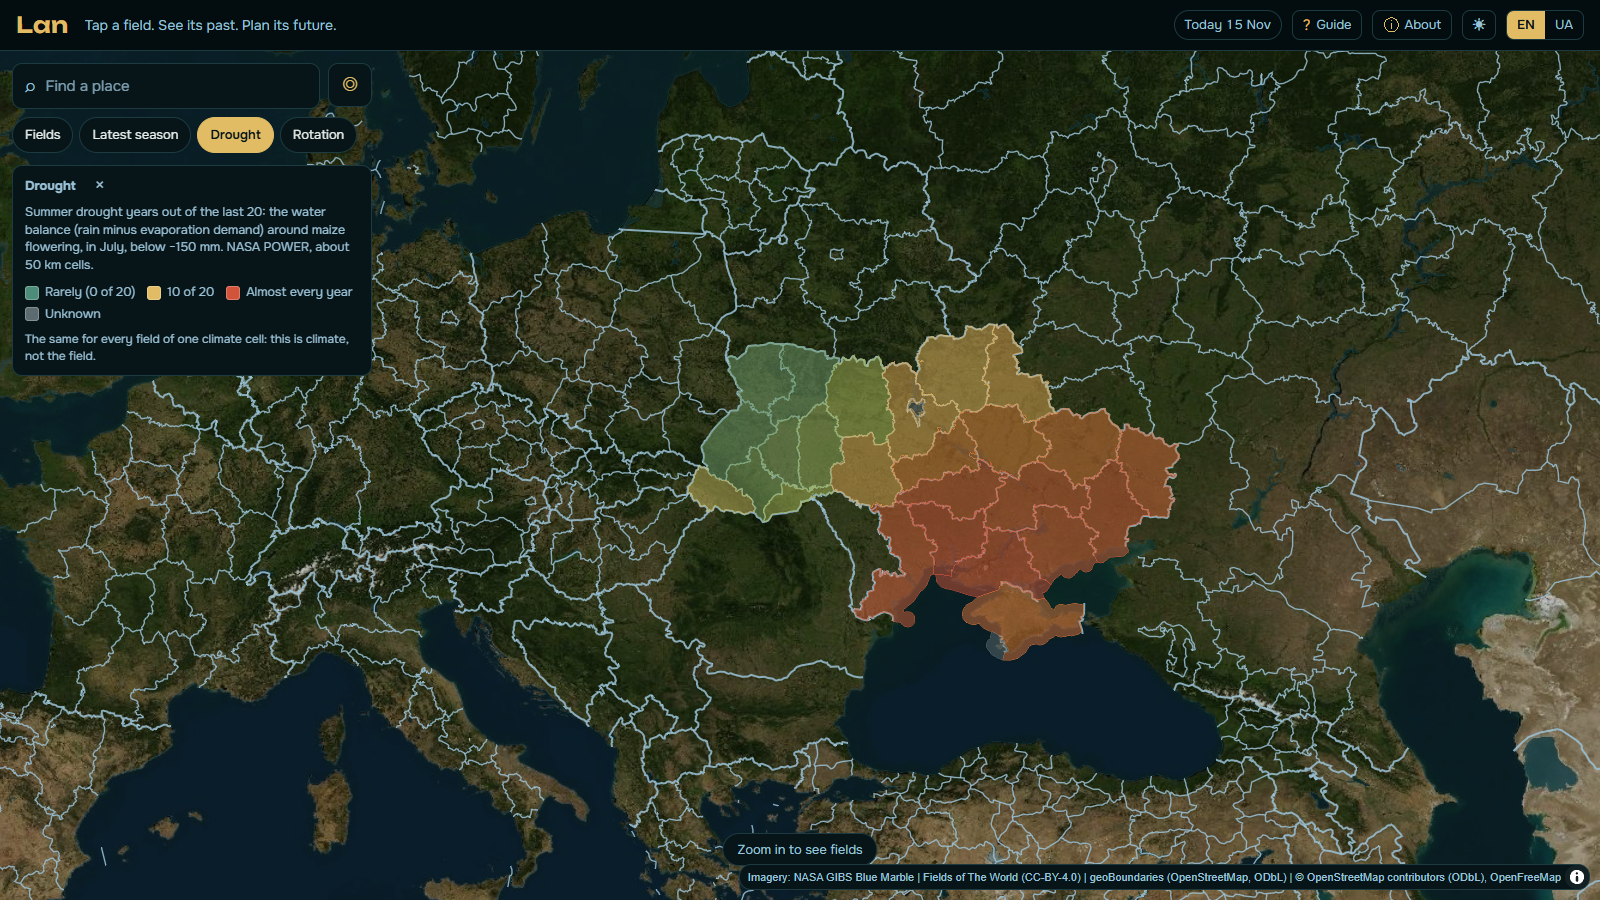 Lan
Tap a field. See its past. Plan its future.
Today 15 Nov
? Guide
About
EN
UA
Find a place
Fields
Latest season
Drought
Rotation
Drought ×
Summer drought years out of the last 20: the water
balance (rain minus evaporation demand) around maize
flowering, in July, below −150 mm. NASA POWER, about
50 km cells.
Rarely (0 of 20)
10 of 20
Almost every year
Unknown
The same for every field of one climate cell: this is climate,
not the field.
Zoom in to see fields
Imagery: NASA GIBS Blue Marble | Fields of The World (CC-BY-4.0) | geoBoundaries (OpenStreetMap, ODbL) | © OpenStreetMap contributors (ODbL), OpenFreeMap